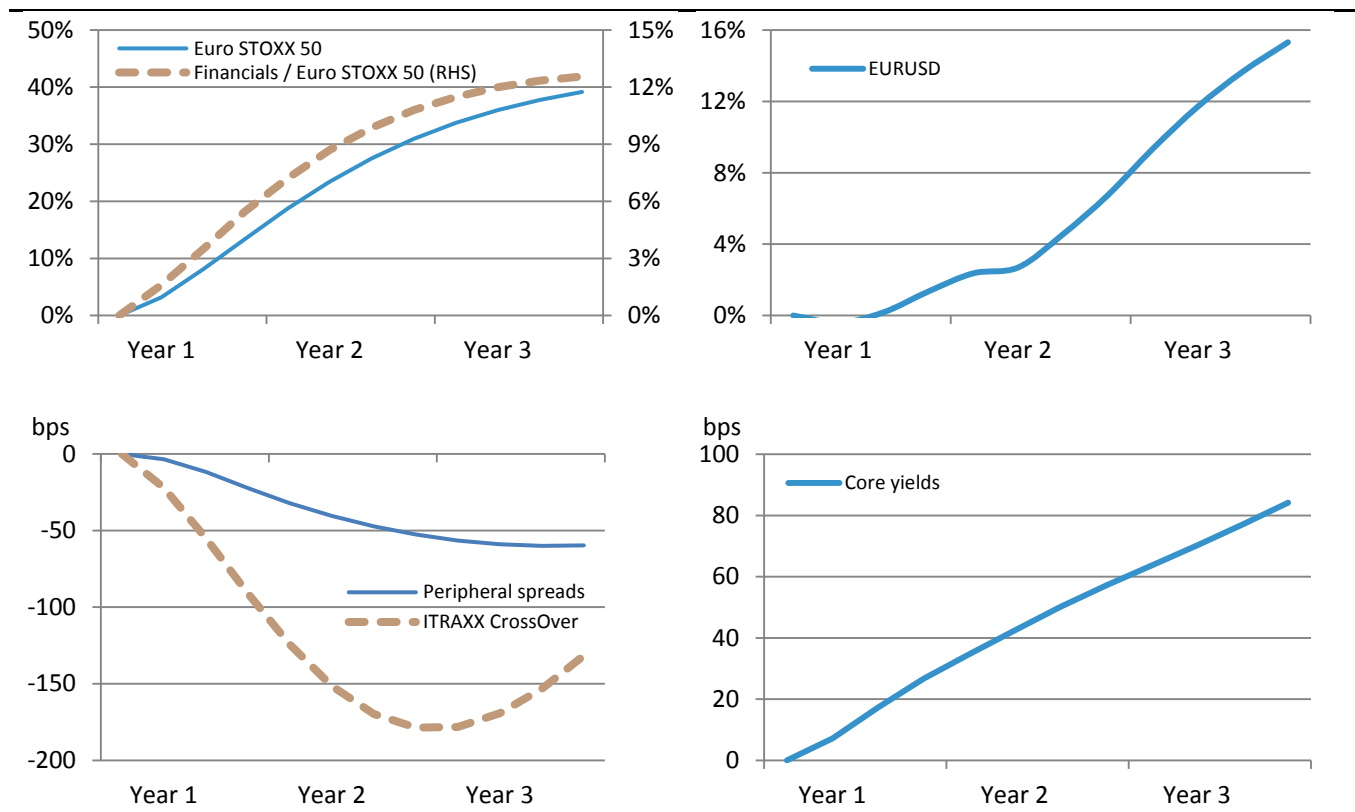 50%
40%
30%
20%
10%
0%
Euro STOXX 50
Financials / Euro STOXX 50 (RHS)
15%
12%
9%
6%
3%
0%
Year 1 Year 2 Year 3
16%
12%
8%
4%
0%
EURUSD
Year 1 Year 2 Year 3
bps
0
-50
-100
-150
-200
Peripheral spreads
ITRAXX CrossOver
Year 1 Year 2 Year 3
bps
100
80
60
40
20
0
Core yields
Year 1 Year 2 Year 3